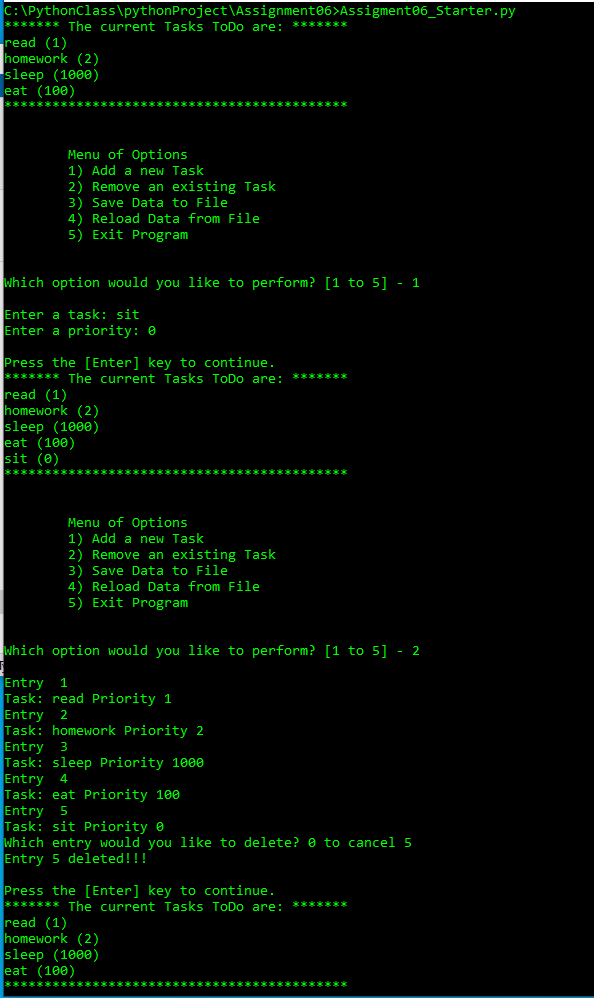 C:\PythonClass\pythonProject\Assignment06>Assigment06_Starter.py
******* The current Tasks ToDo are: *******
read (1)
homework (2)
sleep (1000)
eat (100)
*******************************************
Menu of Options
1) Add a new Task
2) Remove an existing Task
3) Save Data to File
4) Reload Data from File
5) Exit Program
Which option would you like to perform? [1 to 5] - 1
Enter a task: sit
Enter a priority: 0
Press the [Enter] key to continue.
******* The current Tasks ToDo are: *******
read (1)
homework (2)
sleep (1000)
eat (100)
sit (0)
*******************************************
Menu of Options
1) Add a new Task
2) Remove an existing Task
3) Save Data to File
4) Reload Data from File
5) Exit Program
Which option would you like to perform? [1 to 5] - 2
Entry  1
Task: read Priority 1
Entry  2
Task: homework Priority 2
Entry  3
Task: sleep Priority 1000
Entry  4
Task: eat Priority 100
Entry  5
Task: sit Priority 0
Which entry would you like to delete? 0 to cancel 5
Entry 5 deleted!!!
Press the [Enter] key to continue.
******* The current Tasks ToDo are: *******
read (1)
homework (2)
sleep (1000)
eat (100)
*******************************************